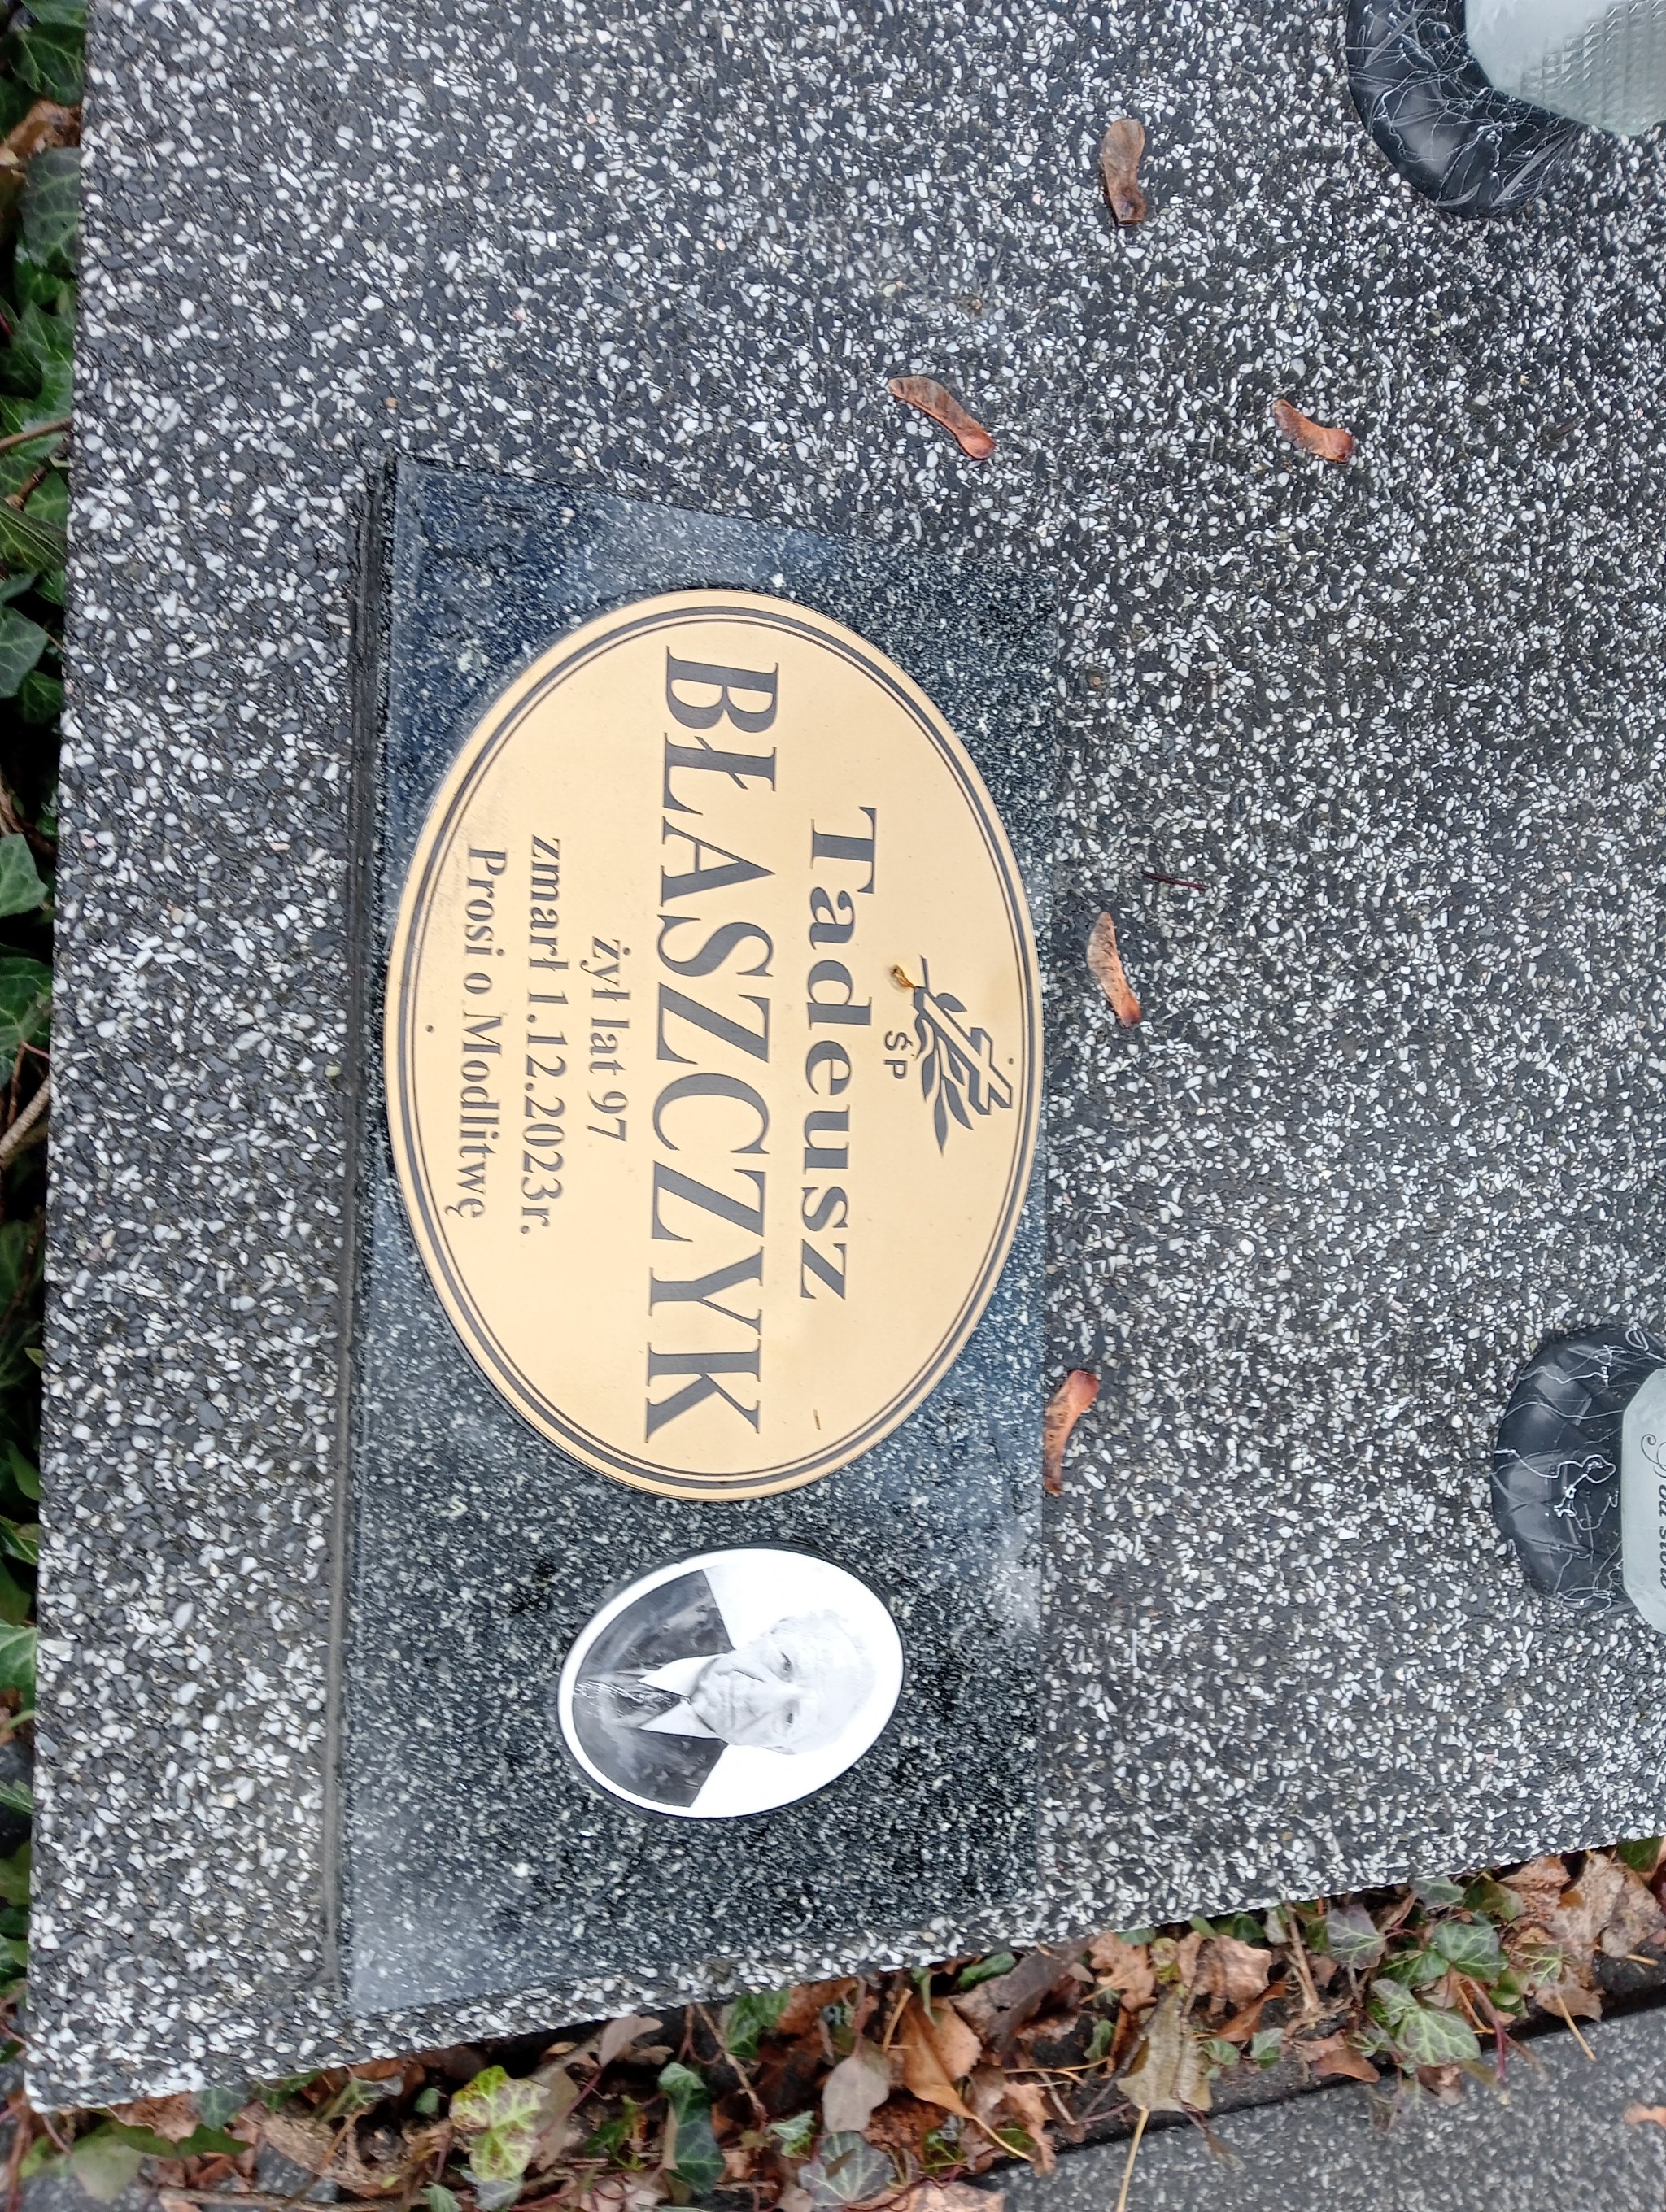 ŚP
Tadeusz
BŁASZCZYK
żył lat 97
zmarł 1.12.2023r.
Prosi o Modlitwę